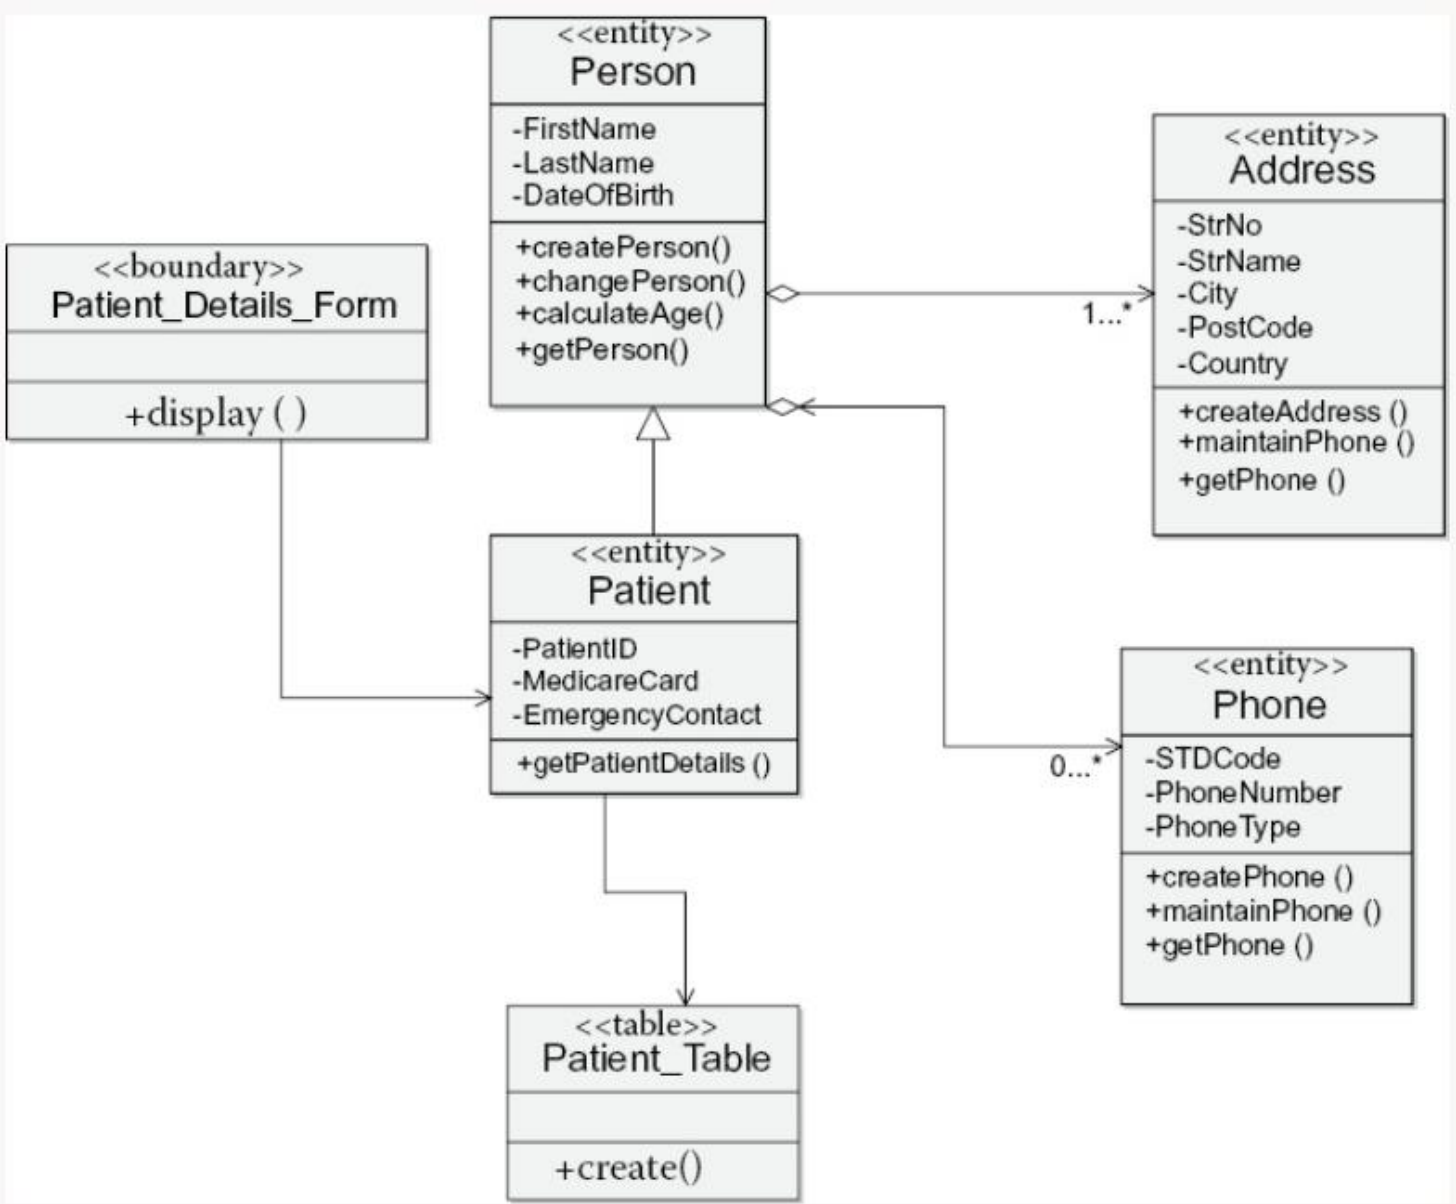 <<entity>>
Person
-FirstName
-LastName
-DateOfBirth
+createPerson()
+changePerson()
+calculateAge()
+getPerson()
<<entity>>
Address
-StrNo
-StrName
-City
-PostCode
-Country
+createAddress ()
+maintainPhone ()
+getPhone ()
1...*
<<boundary>>
Patient_Details_Form
+display ( )
<<entity>>
Patient
-PatientID
-MedicareCard
-EmergencyContact
+getPatientDetails ()
0...*
<<entity>>
Phone
-STDCode
-PhoneNumber
-PhoneType
+createPhone ()
+maintainPhone ()
+getPhone ()
<<table>>
Patient_Table
+create()